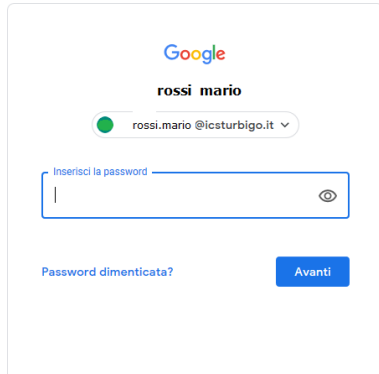 Google
rossi mario
rossi.mario @icsturbigo.it
Inserisci la password
Password dimenticata?
Avanti